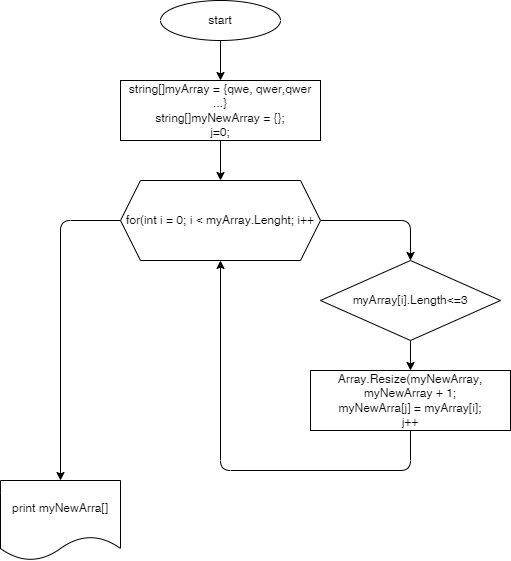 start
string[]myArray = {qwe, qwer,qwer
...}
string[]myNewArray = {};
j=0;
for(int i = 0; i < myArray.Lenght; i++
myArray[i].Length<=3
Array.Resize(myNewArray,
myNewArray + 1;
myNewArra[j] = myArray[i];
j++
print myNewArra[]